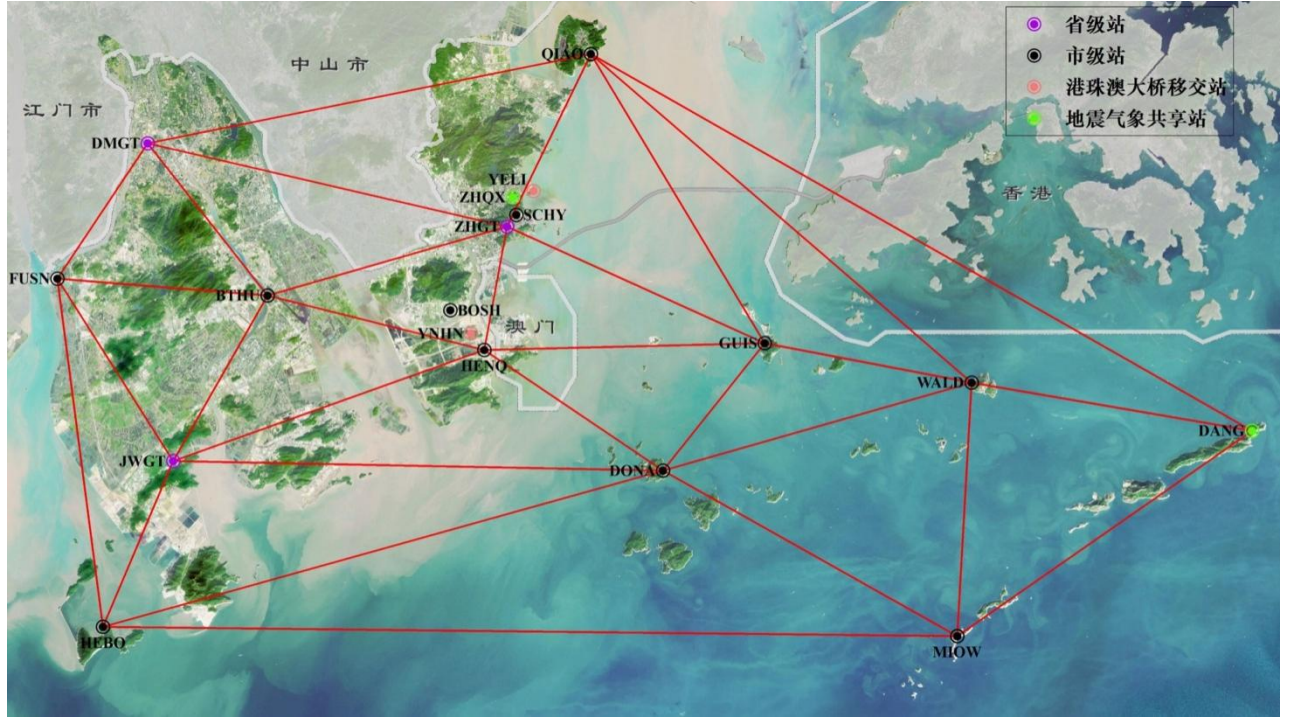 省级站
市级站
港珠澳大桥移交站
地震气象共享站
QIAO
中山市
江门市
DMGT
YELI
ZHQX
SCHY
ZHGT
香港
FUSN
BTHU
BOSH
澳门
YNHN
HENQ
GUIS
WALD
DANG
JWGT
DONA
HEBO
MIOW